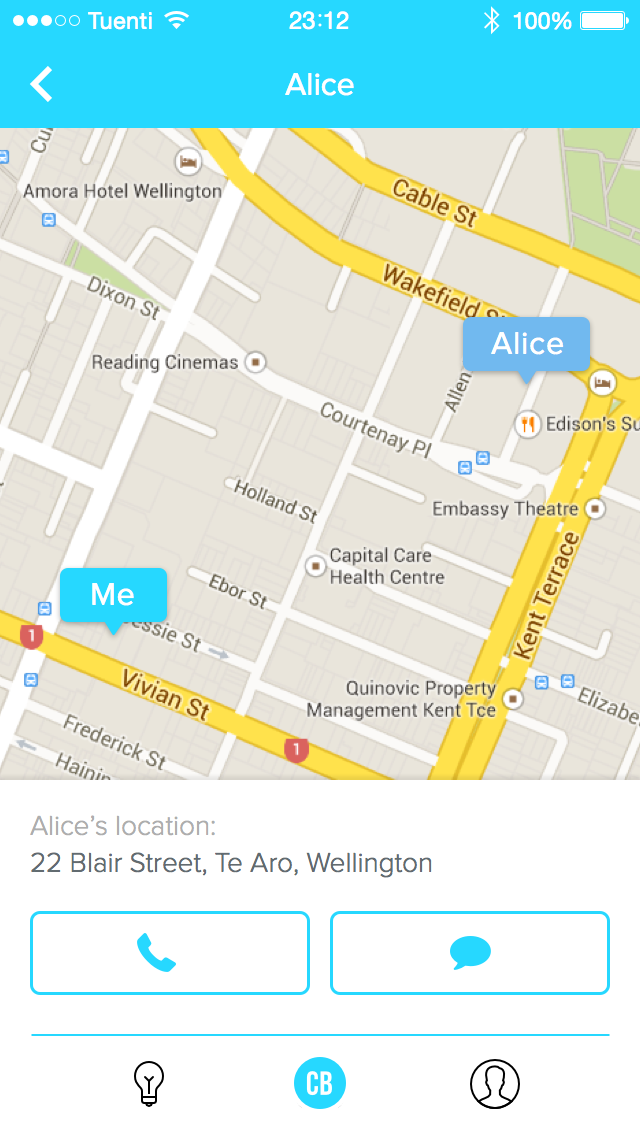 Tuenti
23:12
100%
Alice
Amora Hotel Wellington
Cable St
Wakefield
Dixon St
Alice
Reading Cinemas
Allen
Courtenay Pl
Edison's Su
Holland St
Embassy Theatre
Capital Care
Health Centre
Me
Ebor St
Kent Terrace
1
essie St
Vivian St
Quinovic Property
Management Kent Tce
Elizabe
Frederick St
1
Hainin
Alice's location:
22 Blair Street, Te Aro, Wellington
CB